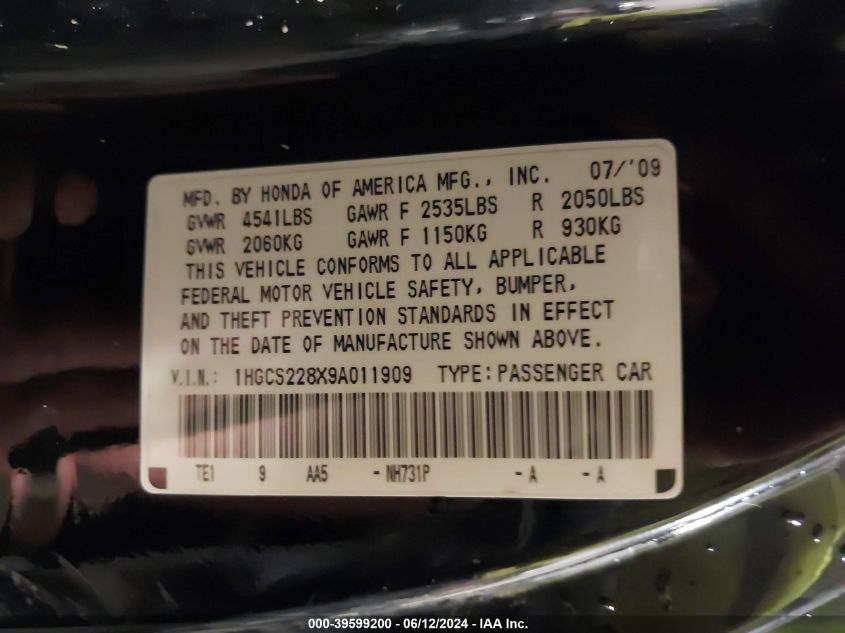 MFD. BY HONDA OF AMERICA MFG., INC. 07/'09
GVWR 4541LBS GAWR F 2535LBS R 2050LBS
GVWR 2060KG GAWR F 1150KG R 930KG
THIS VEHICLE CONFORMS TO ALL APPLICABLE
FEDERAL MOTOR VEHICLE SAFETY, BUMPER,
AND THEFT PREVENTION STANDARDS IN EFFECT
ON THE DATE OF MANUFACTURE SHOWN ABOVE.
V.I.N.: 1HGCS228X9A011909 TYPE:PASSENGER CAR
TE1 9 AA5 -NH731P -A -A
000-39599200 - 06/12/2024 - IAA Inc.